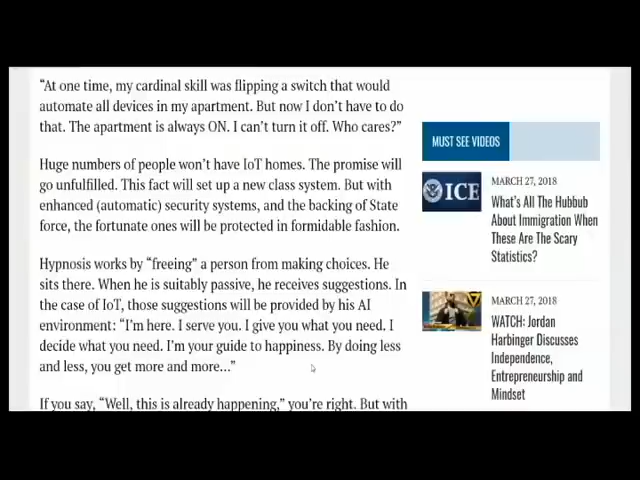 “At one time, my cardinal skill was flipping a switch that would
automate all devices in my apartment. But now I don’t have to do
that. The apartment is always ON. I can’t turn it off. Who cares?”
Huge numbers of people won’t have IoT homes. The promise will
go unfulfilled. This fact will set up a new class system. But with
enhanced (automatic) security systems, and the backing of State
force, the fortunate ones will be protected in formidable fashion.
Hypnosis works by “freeing” a person from making choices. He
sits there. When he is suitably passive, he receives suggestions. In
the case of IoT, those suggestions will be provided by his AI
environment: “I’m here. I serve you. I give you what you need. I
decide what you need. I’m your guide to happiness. By doing less
and less, you get more and more…”
If you say, “Well, this is already happening,” you’re right. But with
MUST SEE VIDEOS
ICE
MARCH 27, 2018
What’s All The Hubbub
About Immigration When
These Are The Scary
Statistics?
MARCH 27, 2018
WATCH: Jordan
Harbinger Discusses
Independence,
Entrepreneurship and
Mindset